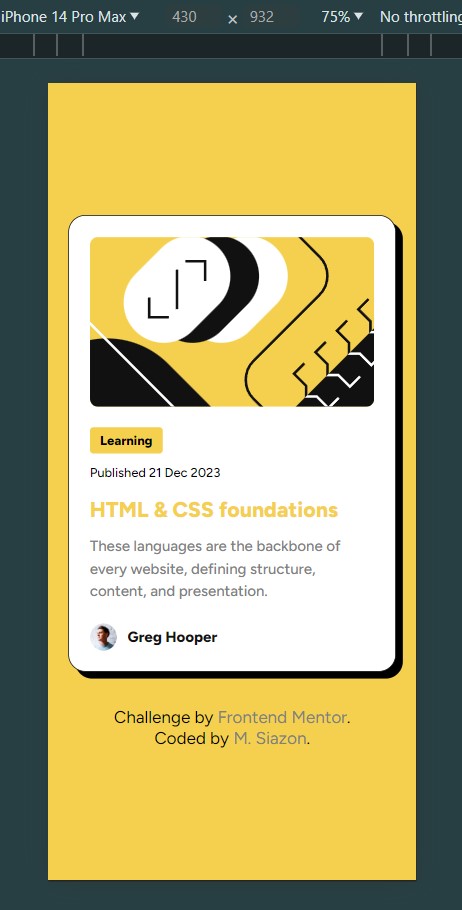 iPhone 14 Pro Max ▼ 430 × 932 75% ▼ No throttling
Learning
Published 21 Dec 2023
HTML & CSS foundations
These languages are the backbone of
every website, defining structure,
content, and presentation.
Greg Hooper
Challenge by Frontend Mentor.
Coded by M. Siazon.